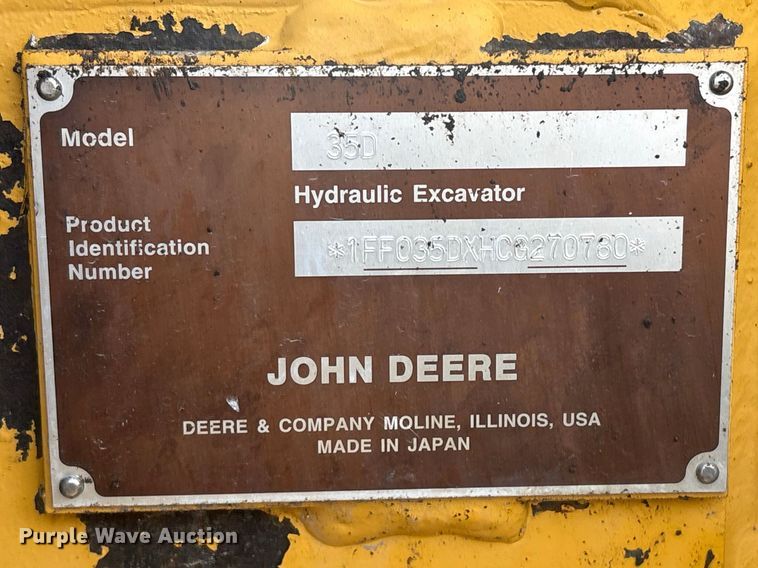 Model
35D
Hydraulic Excavator
Product
Identification
Number
*1FF035DXHCG270780*
JOHN DEERE
DEERE & COMPANY MOLINE, ILLINOIS, USA
MADE IN JAPAN
Purple Wave Auction